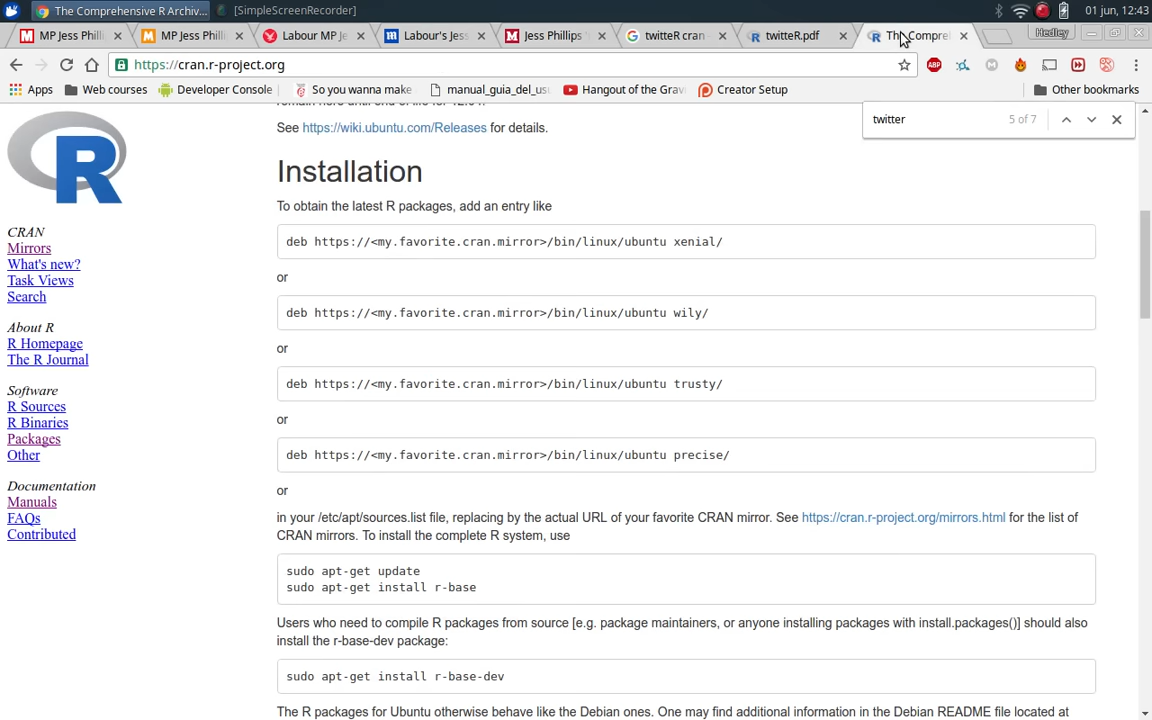 The Comprehensive R Archiv...
[SimpleScreenRecorder]
01 jun, 12:43
MP Jess Philli
MP Jess Philli
Labour MP Je
Labour's Jess
Jess Phillips
twitteR cran
twitteR.pdf
The Compre
Hedley
https://cran.r-project.org
Apps
Web courses
Developer Console
So you wanna make
manual_guia_del_usu
Hangout of the Gravi
Creator Setup
Other bookmarks
twitter
5 of 7
See https://wiki.ubuntu.com/Releases for details.
Installation
To obtain the latest R packages, add an entry like
deb https://<my.favorite.cran.mirror>/bin/linux/ubuntu xenial/
or
deb https://<my.favorite.cran.mirror>/bin/linux/ubuntu wily/
or
deb https://<my.favorite.cran.mirror>/bin/linux/ubuntu trusty/
or
deb https://<my.favorite.cran.mirror>/bin/linux/ubuntu precise/
or
in your /etc/apt/sources.list file, replacing by the actual URL of your favorite CRAN mirror. See https://cran.r-project.org/mirrors.html for the list of
CRAN mirrors. To install the complete R system, use
sudo apt-get update
sudo apt-get install r-base
Users who need to compile R packages from source [e.g. package maintainers, or anyone installing packages with install.packages()] should also
install the r-base-dev package:
sudo apt-get install r-base-dev
The R packages for Ubuntu otherwise behave like the Debian ones. One may find additional information in the Debian README file located at
R
CRAN
Mirrors
What's new?
Task Views
Search
About R
R Homepage
The R Journal
Software
R Sources
R Binaries
Packages
Other
Documentation
Manuals
FAQs
Contributed